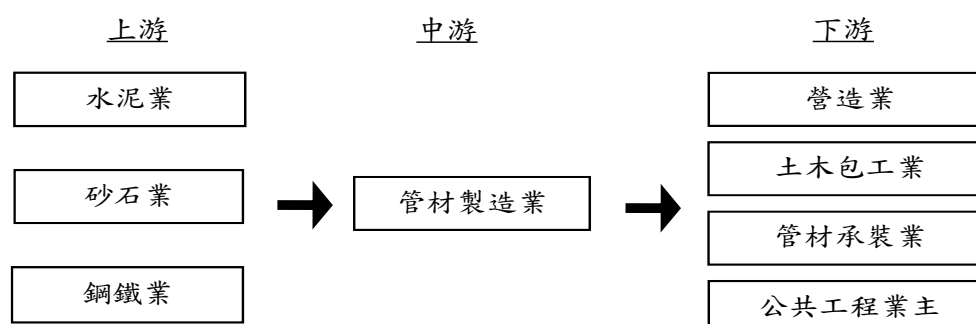 上游
中游
下游
水泥業
砂石業
鋼鐵業
管材製造業
營造業
土木包工業
管材承裝業
公共工程業主